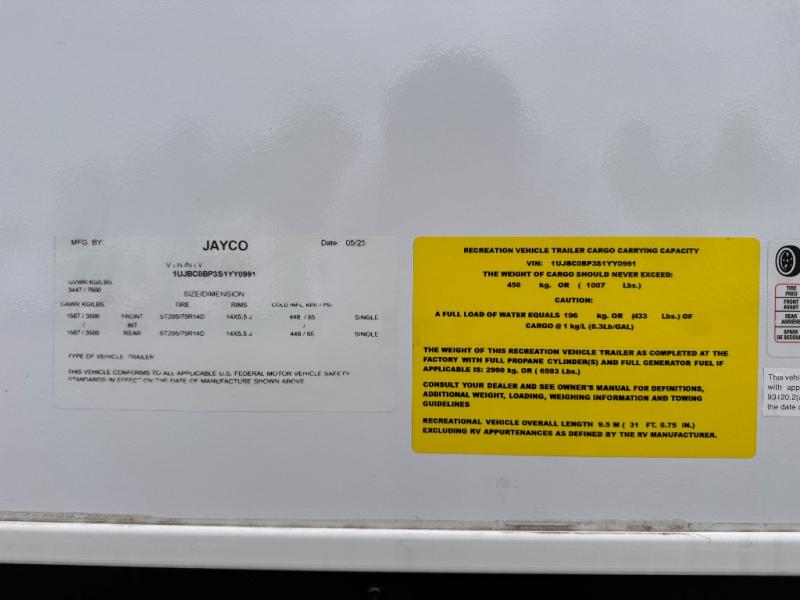 MFG. BY: JAYCO Date: 05/25
V I N /N I V
1UJBC0BP3S1YY0991
GVWR KG/LBS
3447 / 7600
SIZE/DIMENSION
GAWR KG/LBS TIRE RIMS COLD INFL. KPA / PSI
1587 / 3500 FRONT ST205/75R14D 14X5.5 J 448 / 65 SINGLE
/ INT /
1587 / 3500 REAR ST205/75R14D 14X5.5 J 448 / 65 SINGLE
TYPE OF VEHICLE: TRAILER
THIS VEHICLE CONFORMS TO ALL APPLICABLE U.S. FEDERAL MOTOR VEHICLE SAFETY
STANDARDS IN EFFECT ON THE DATE OF MANUFACTURE SHOWN ABOVE
RECREATION VEHICLE TRAILER CARGO CARRYING CAPACITY
VIN: 1UJBC0BP3S1YY0991
THE WEIGHT OF CARGO SHOULD NEVER EXCEED:
456 kg. OR ( 1007 Lbs.)
CAUTION:
A FULL LOAD OF WATER EQUALS 196 kg. OR (433 Lbs.) OF
CARGO @ 1 kg/L (8.3Lb/GAL)
THE WEIGHT OF THIS RECREATION VEHICLE TRAILER AS COMPLETED AT THE
FACTORY WITH FULL PROPANE CYLINDER(S) AND FULL GENERATOR FUEL IF
APPLICABLE IS: 2990 kg. OR ( 6593 Lbs.)
CONSULT YOUR DEALER AND SEE OWNER'S MANUAL FOR DEFINITIONS,
ADDITIONAL WEIGHT, LOADING, WEIGHING INFORMATION AND TOWING
GUIDELINES
RECREATIONAL VEHICLE OVERALL LENGTH 9.5 M ( 31 FT. 0.75 IN.)
EXCLUDING RV APPURTENANCES AS DEFINED BY THE RV MANUFACTURER.
TIRE
PNEU
FRONT
AVANT
REAR
ARRIÈRE
SPARE
DE SECOU
This vehi
with app
93120.2(a
the date o